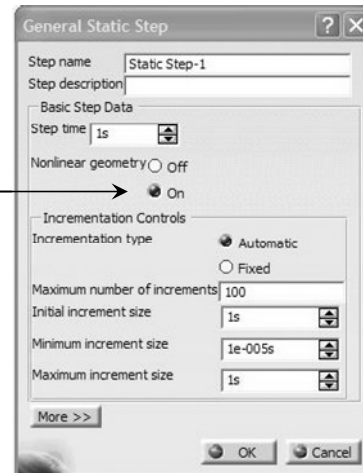 General Static Step
Step name Static Step-1
Step description
Basic Step Data
Step time 1s
Nonlinear geometry Off
On
Incrementation Controls
Incrementation type Automatic
Fixed
Maximum number of increments 100
Initial increment size 1s
Minimum increment size 1e-005s
Maximum increment size 1s
More >>
OK Cancel